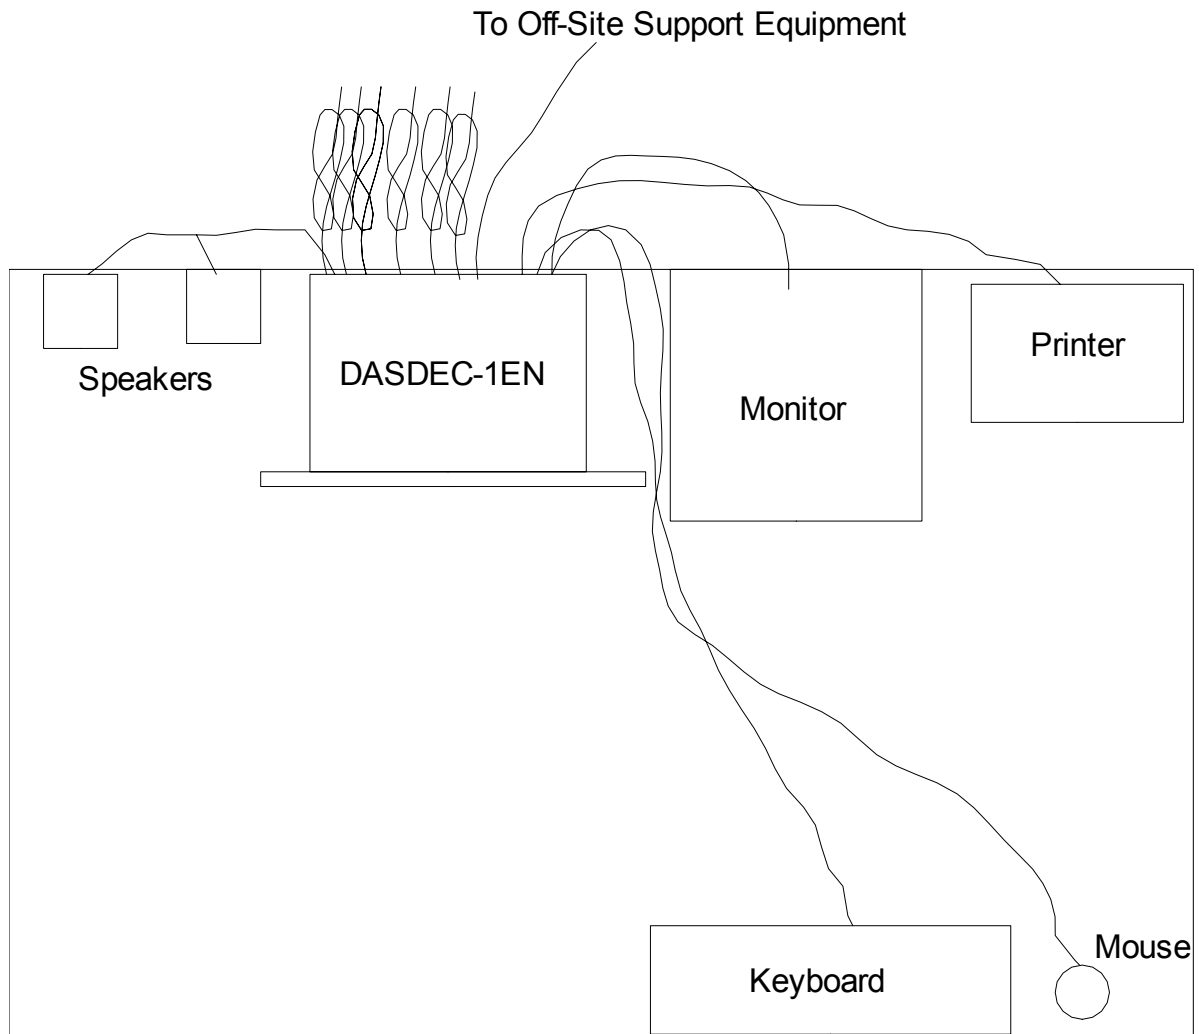 To Off-Site Support Equipment
Speakers
DASDEC-1EN
Monitor
Printer
Keyboard
Mouse